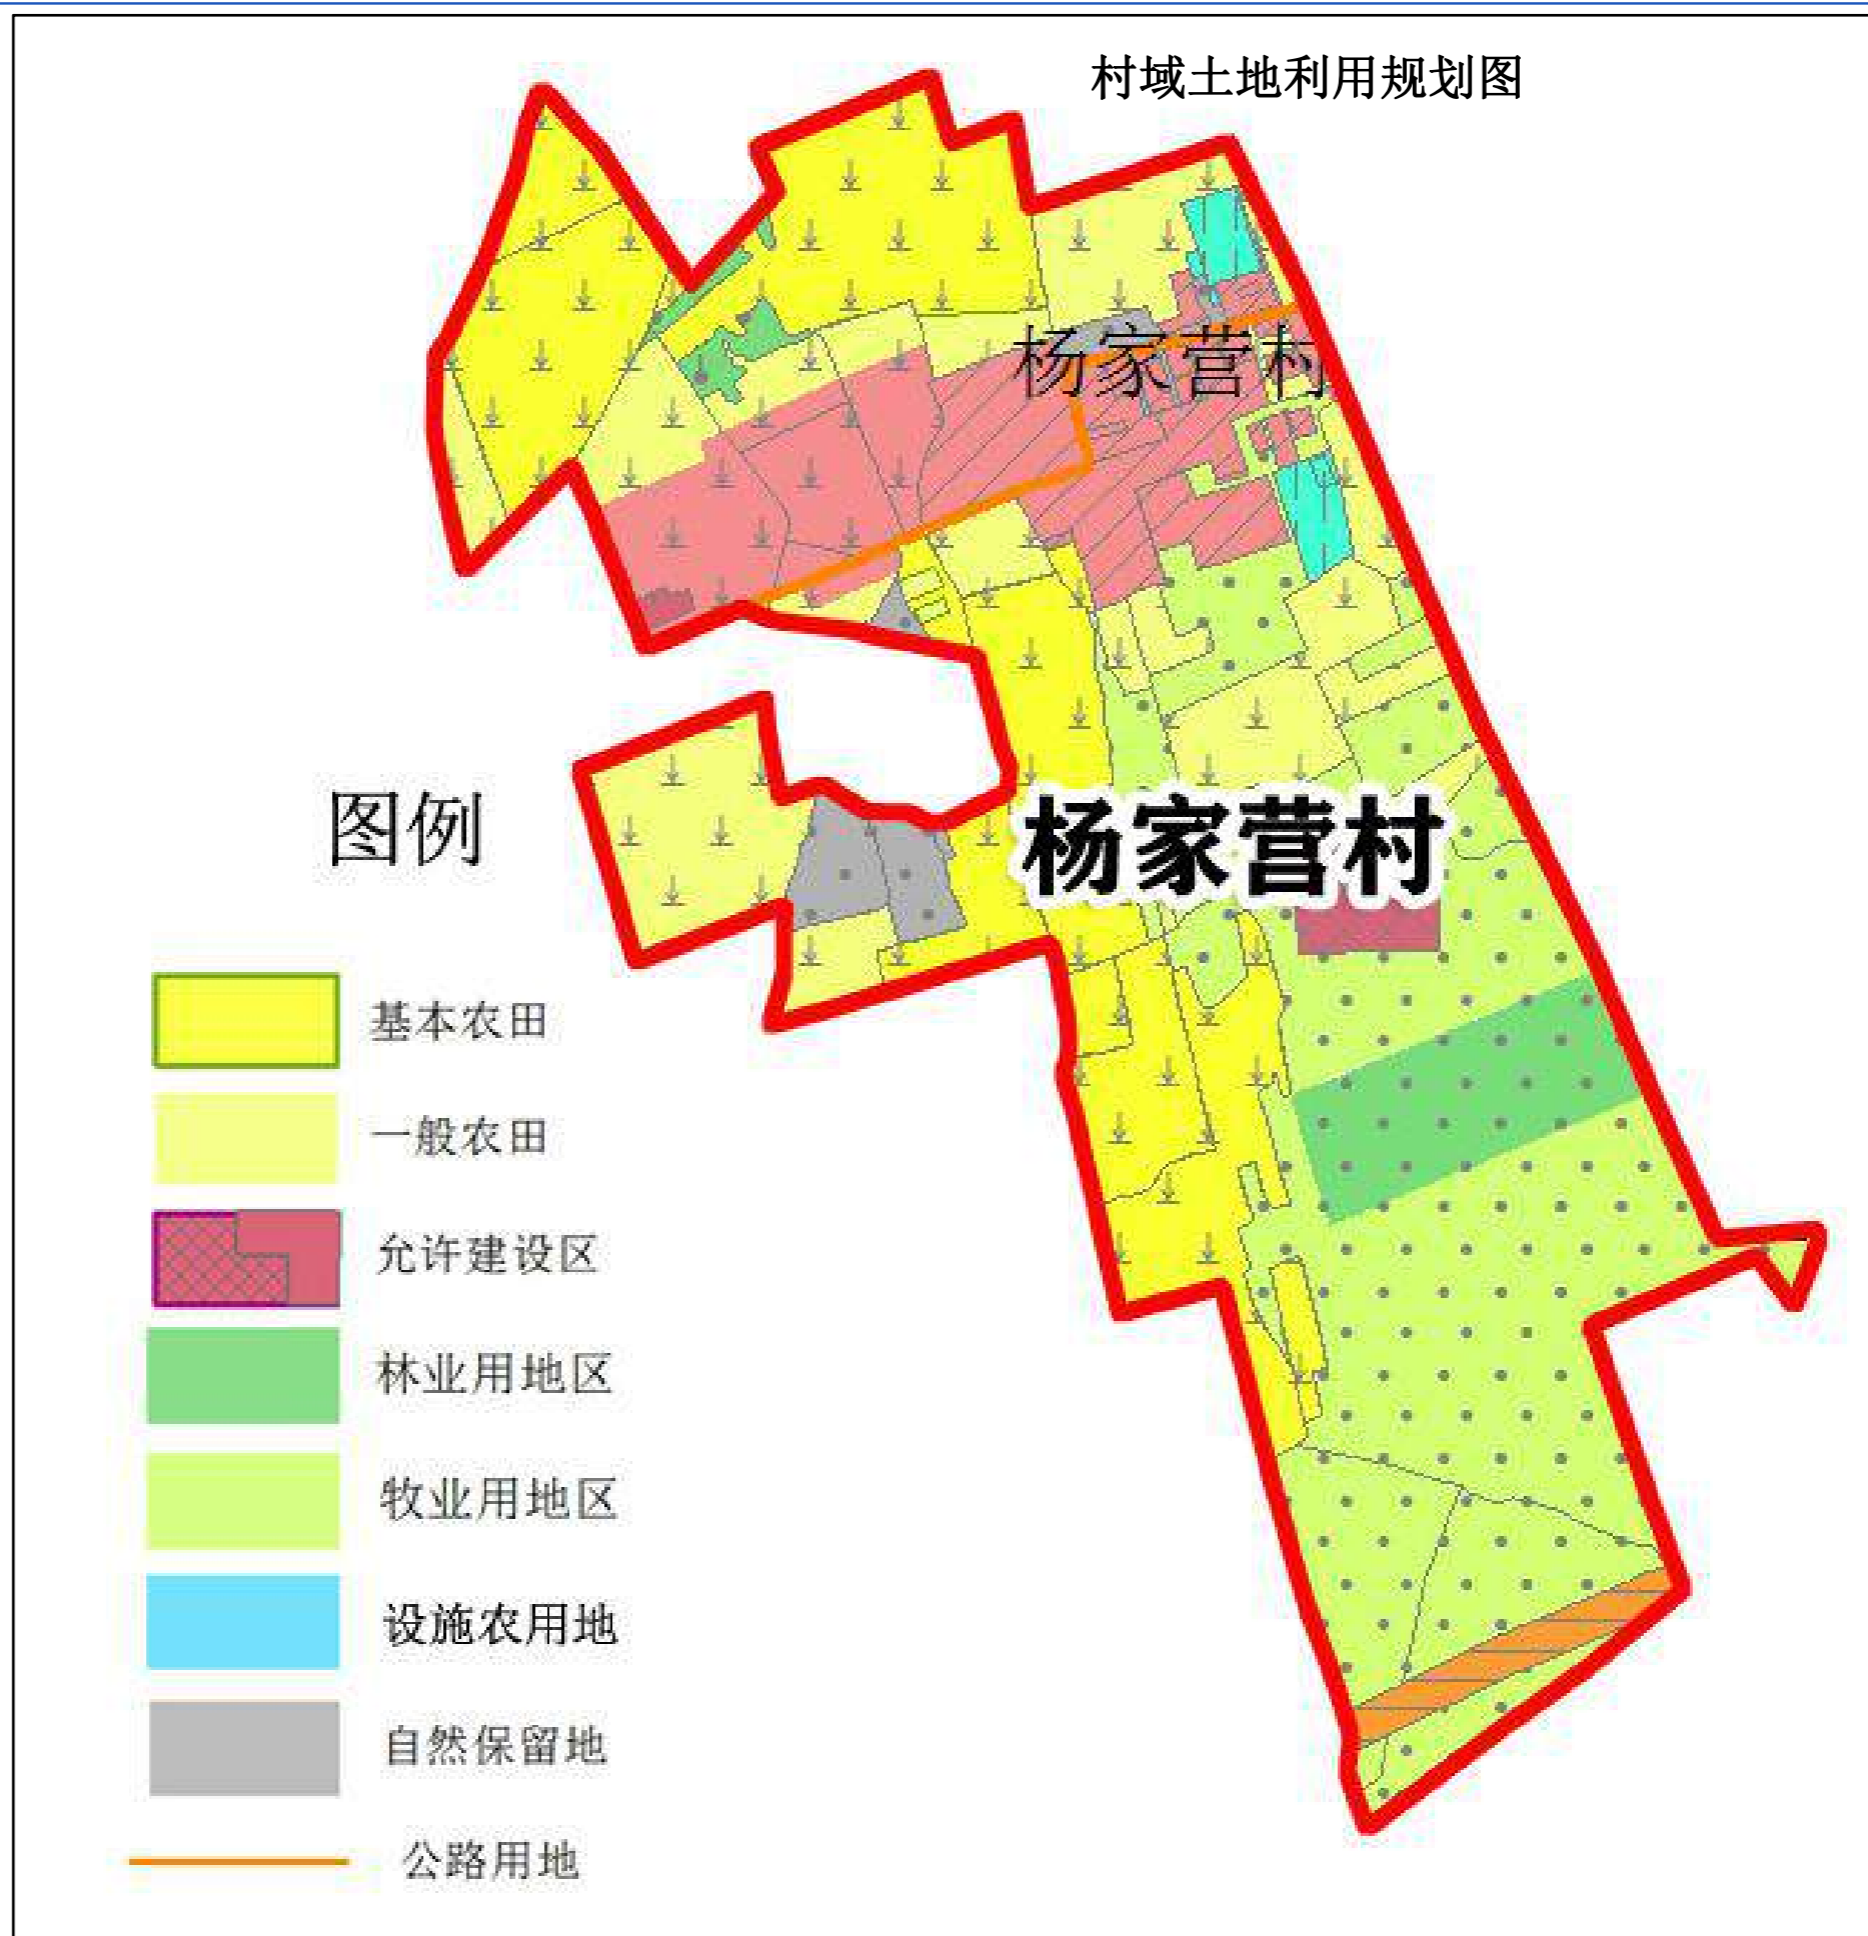 村域土地利用规划图
杨家营村
图例
杨家营村
基本农田
一般农田
允许建设区
林业用地区
牧业用地区
设施农用地
自然保留地
公路用地